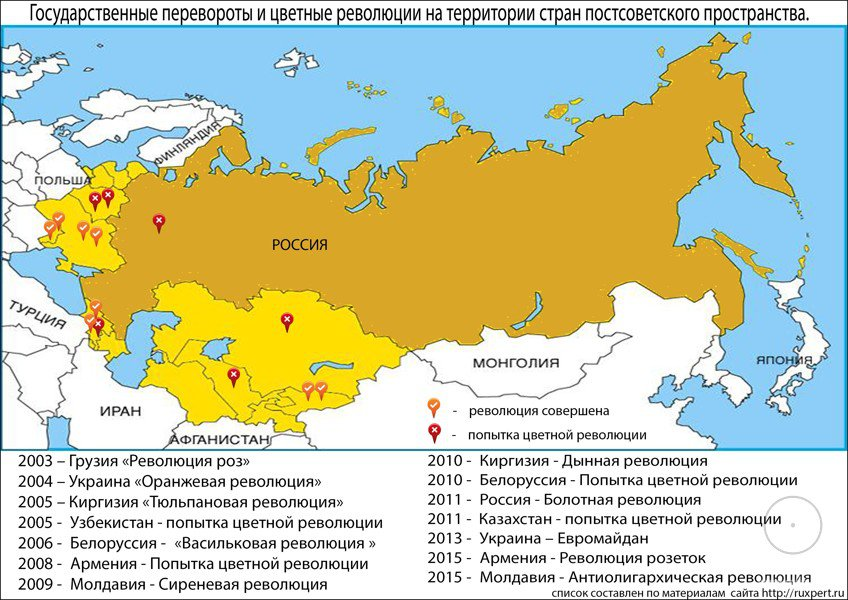 Государственные перевороты и цветные революции на территории стран постсоветского пространства.
ФИНЛЯНДИЯ
ПОЛЬША
РОССИЯ
ТУРЦИЯ
МОНГОЛИЯ
ЯПОНИЯ
ИРАН
АФГАНИСТАН
- революция совершена
- попытка цветной революции
2003 – Грузия «Революция роз»
2004 – Украина «Оранжевая революция»
2005 – Киргизия «Тюльпановая революция»
2005 - Узбекистан - попытка цветной революции
2006 - Белоруссия - «Васильковая революция »
2008 - Армения - Попытка цветной революции
2009 - Молдавия - Сиреневая революция
2010 - Киргизия - Дынная революция
2010 - Белоруссия - Попытка цветной революции
2011 - Россия - Болотная революция
2011 - Казахстан - попытка цветной революции
2013 - Украина – Евромайдан
2015 - Армения - Революция розеток
2015 - Молдавия - Антиолигархическая революция
список составлен по материалам сайта http://ruxpert.ru